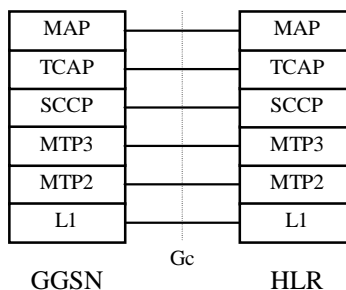 MAP MAP
TCAP TCAP
SCCP SCCP
MTP3 MTP3
MTP2 MTP2
L1 L1
Gc
GGSN HLR